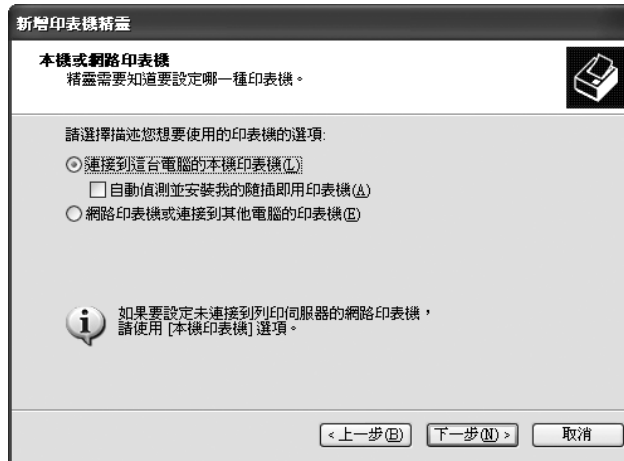 新增印表機精靈
本機或網路印表機
精靈需要知道要設定哪一種印表機。
請選擇描述您想要使用的印表機的選項:
連接到這台電腦的本機印表機(L)
自動偵測並安裝我的隨插即用印表機(A)
網路印表機或連接到其他電腦的印表機(E)
如果要設定未連接到列印伺服器的網路印表機，
請使用 [本機印表機] 選項。
<上一步(B) 下一步(N)> 取消